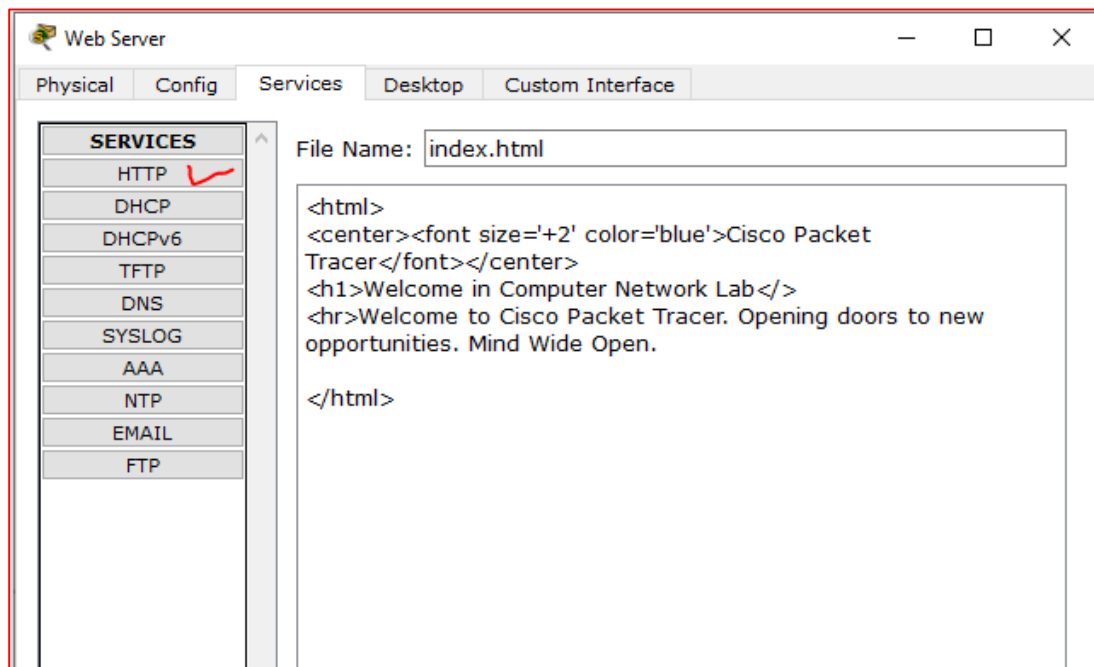 Web Server
Physical Config Services Desktop Custom Interface
SERVICES
HTTP
DHCP
DHCPv6
TFTP
DNS
SYSLOG
AAA
NTP
EMAIL
FTP
File Name: index.html
<html>
<center><font size='+2' color='blue'>Cisco Packet
Tracer</font></center>
<h1>Welcome in Computer Network Lab</>
<hr>Welcome to Cisco Packet Tracer. Opening doors to new
opportunities. Mind Wide Open.
</html>